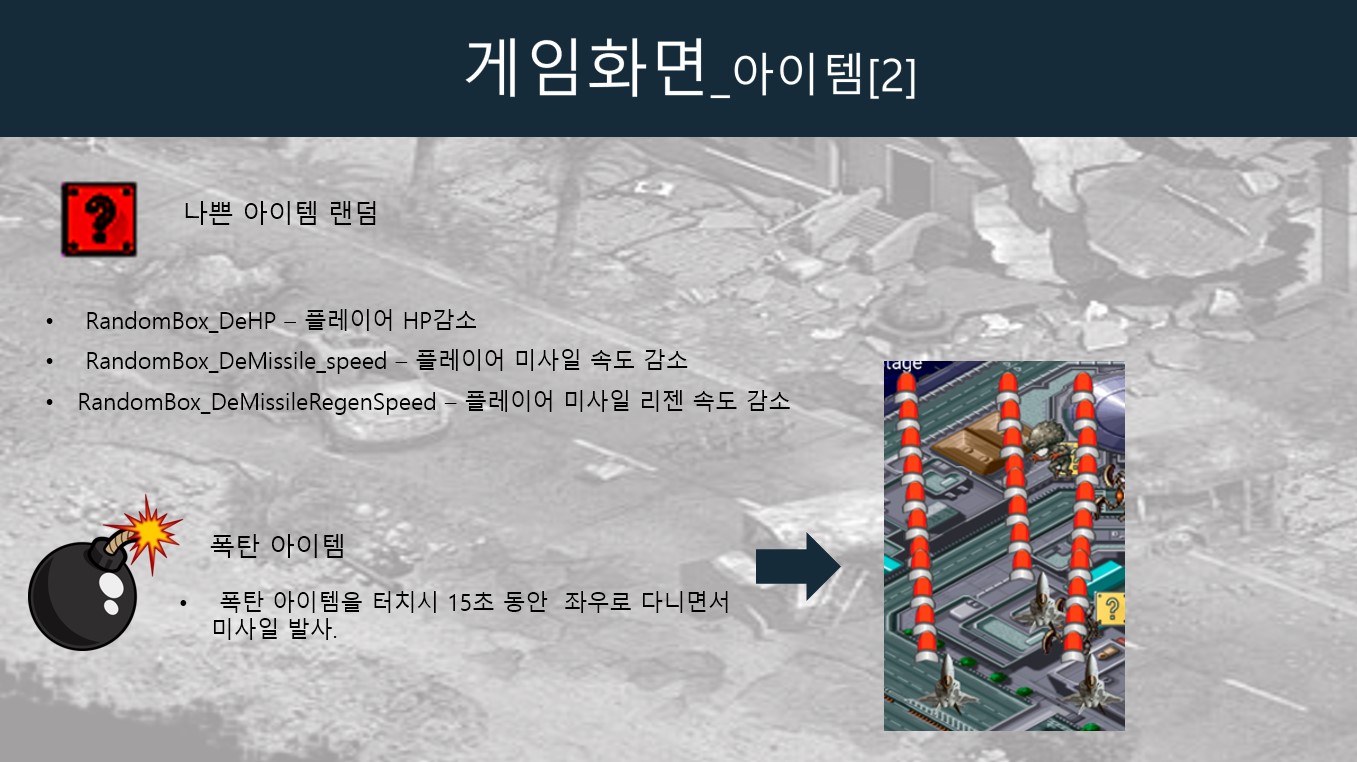 게임화면_아이템[2]
?
나쁜 아이템 랜덤
• RandomBox_DeHP – 플레이어 HP감소
• RandomBox_DeMissile_speed – 플레이어 미사일 속도 감소
• RandomBox_DeMissileRegenSpeed – 플레이어 미사일 리젠 속도 감소
tage
폭탄 아이템
• 폭탄 아이템을 터치시 15초 동안 좌우로 다니면서
미사일 발사.
?